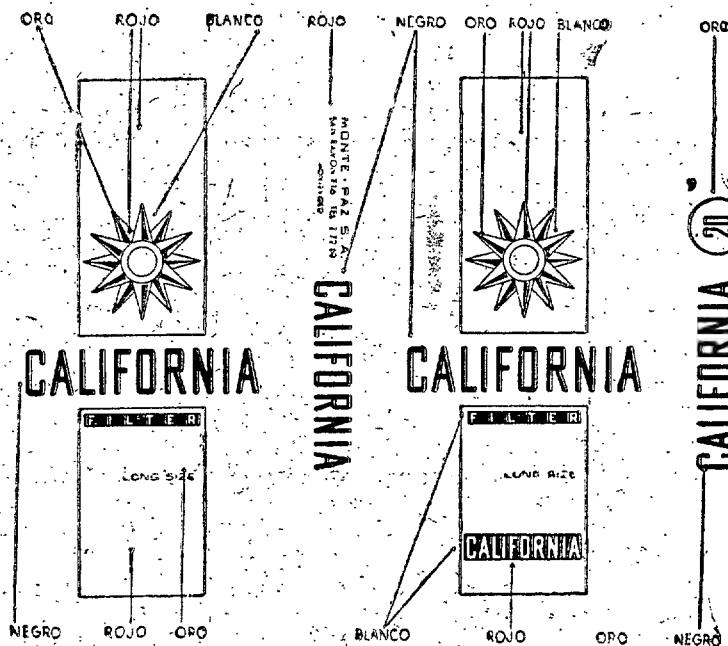 ORO ROJO BLANCO ROJO NEGRO ORO ROJO BLANCO ORO
MONTE PAZ S.A.
20
CALIFORNIA
CALIFORNIA
CALIFORNIA
CALIFORNIA
FILTER
FILTER
LONG SIZE
LONG SIZE
CALIFORNIA
NEGRO ROJO ORO BLANCO ROJO ORO NEGRO